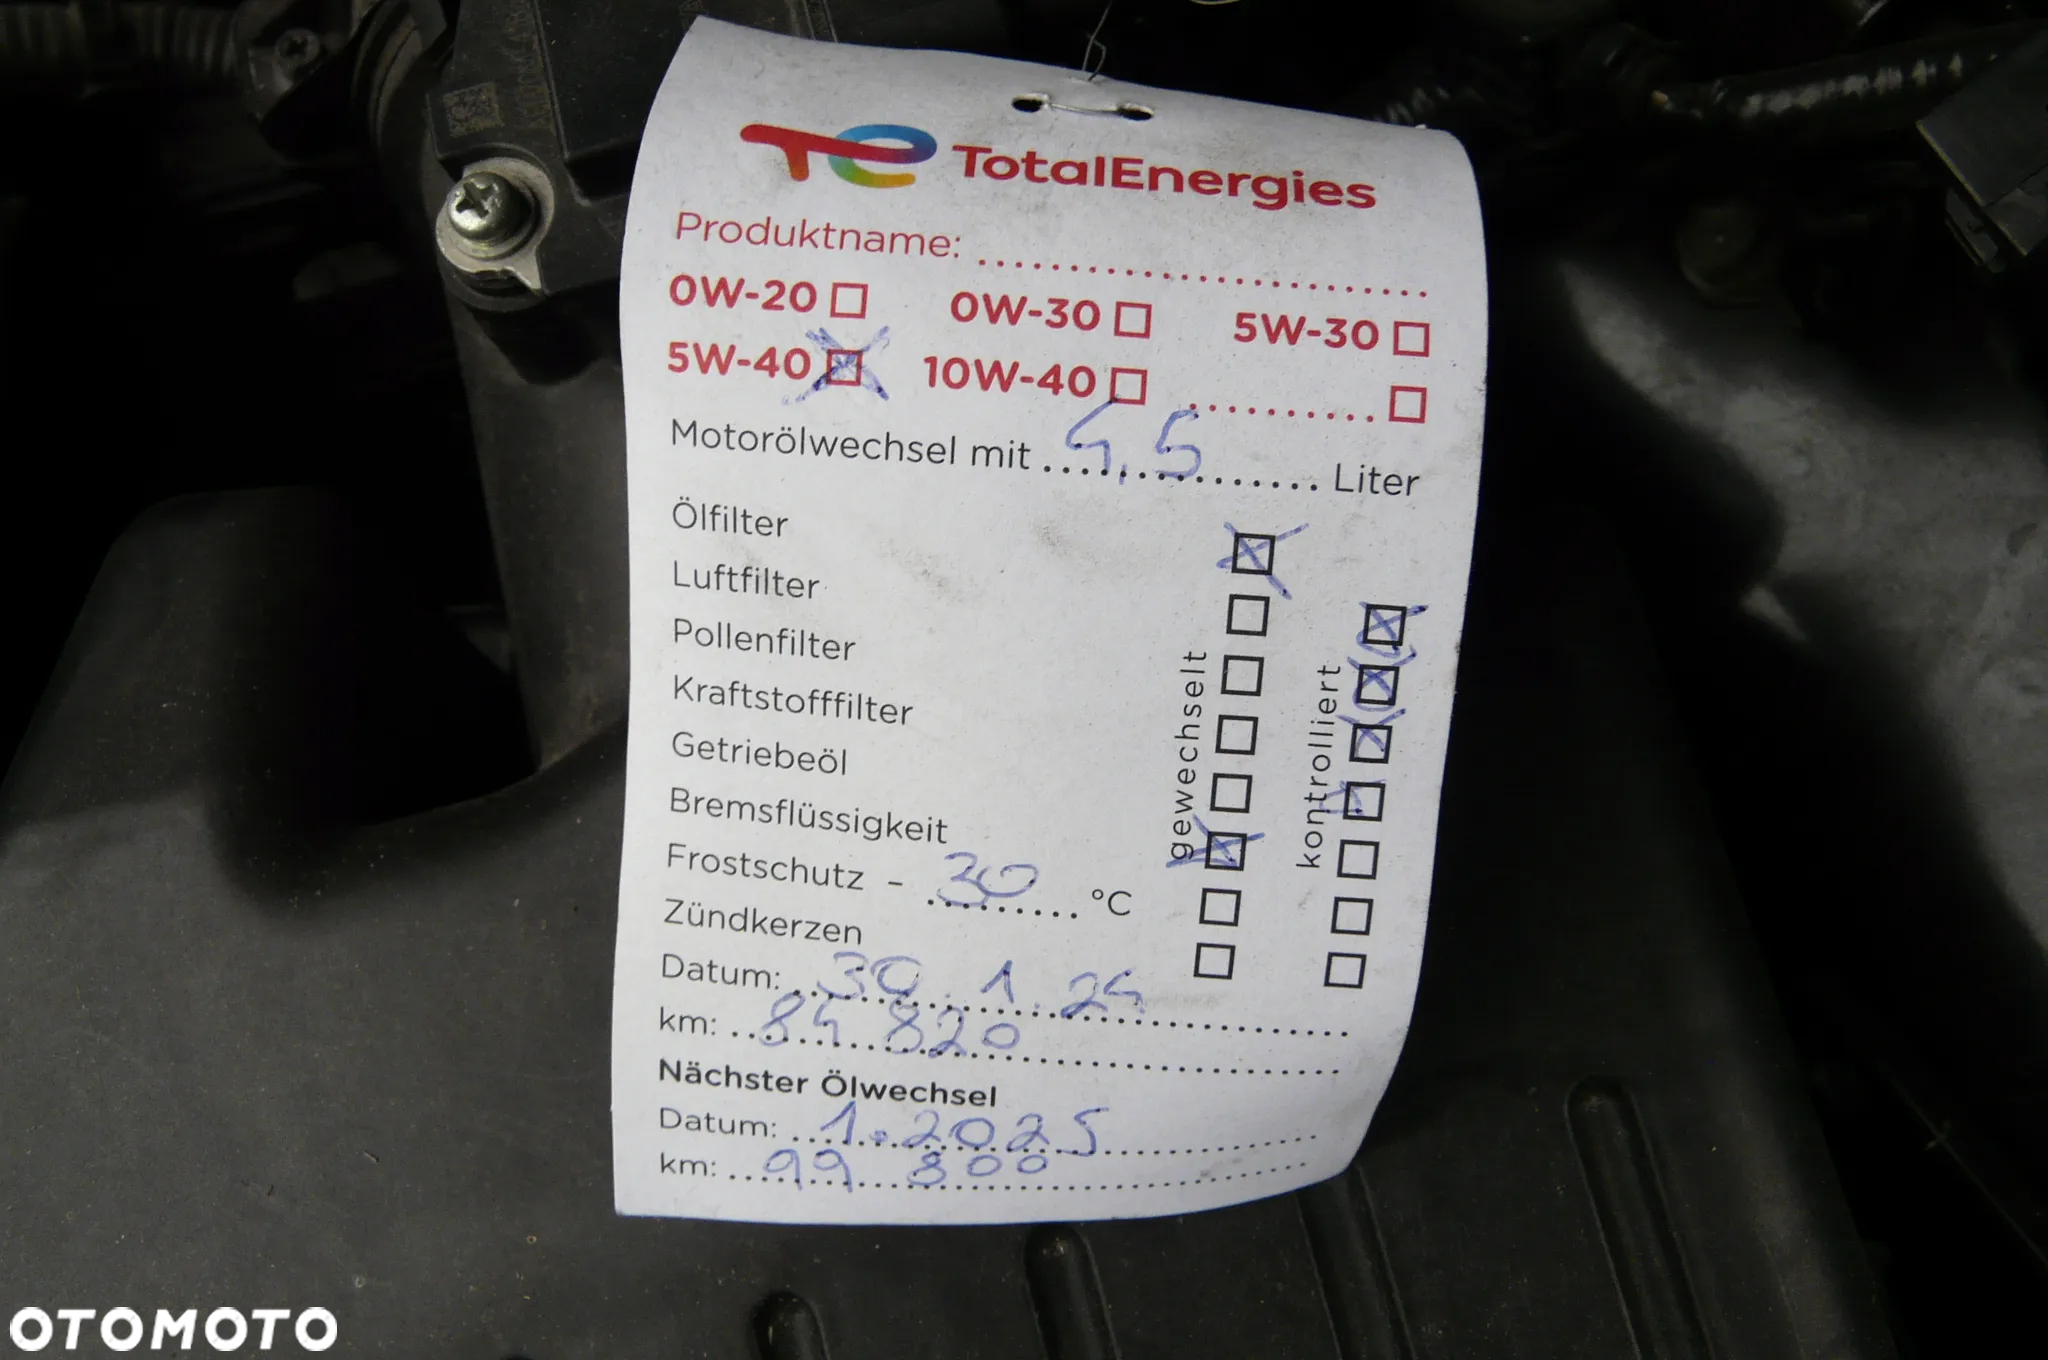 TotalEnergies
Produktname: ........................
0W-20 0W-30 5W-30
5W-40 10W-40 ..........
Motorölwechsel mit 4,5 Liter
Ölfilter
Luftfilter
Pollenfilter
Kraftstofffilter
Getriebeöl
Bremsflüssigkeit
Frostschutz - 30 °C
Zündkerzen
gewechselt
kontrolliert
Datum: 30.1.24
km: 84 820
Nächster Ölwechsel
Datum: 1.2025
km: 99 800
OTOMOTO